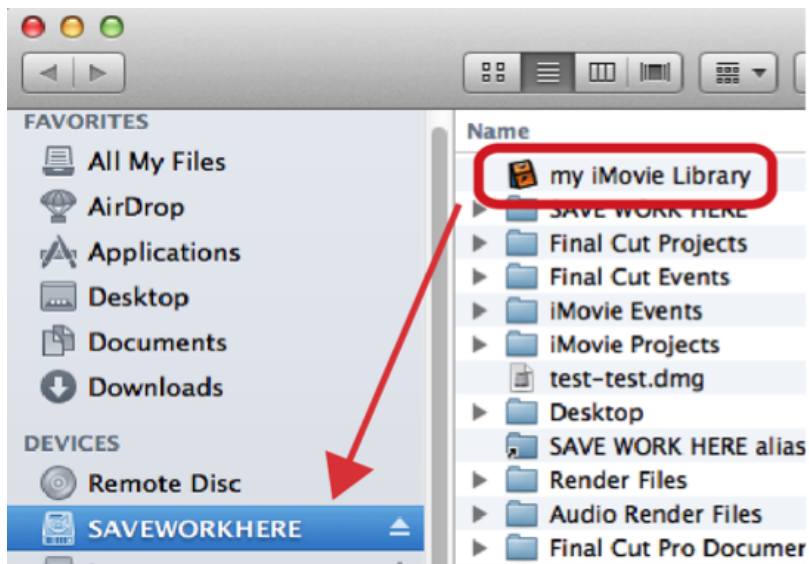 FAVORITES
All My Files
AirDrop
Applications
Desktop
Documents
Downloads
DEVICES
Remote Disc
SAVEWORKHERE
Name
my iMovie Library
SAVE WORK HERE
Final Cut Projects
Final Cut Events
iMovie Events
iMovie Projects
test-test.dmg
Desktop
SAVE WORK HERE alias
Render Files
Audio Render Files
Final Cut Pro Documen